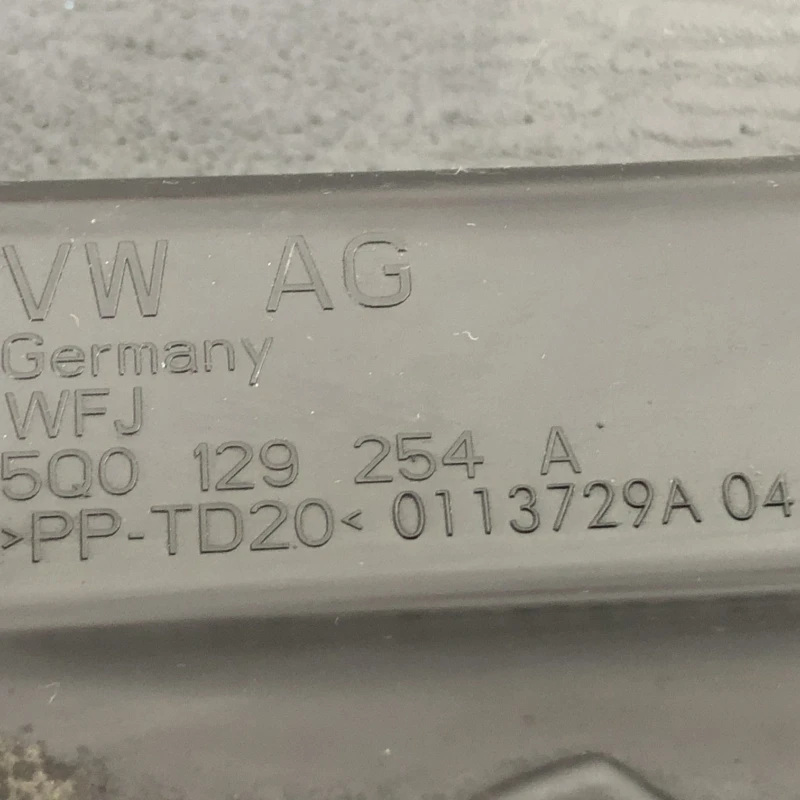 VW AG
Germany
WFJ
5Q0 129 254 A
>PP-TD20< 0113729A 04